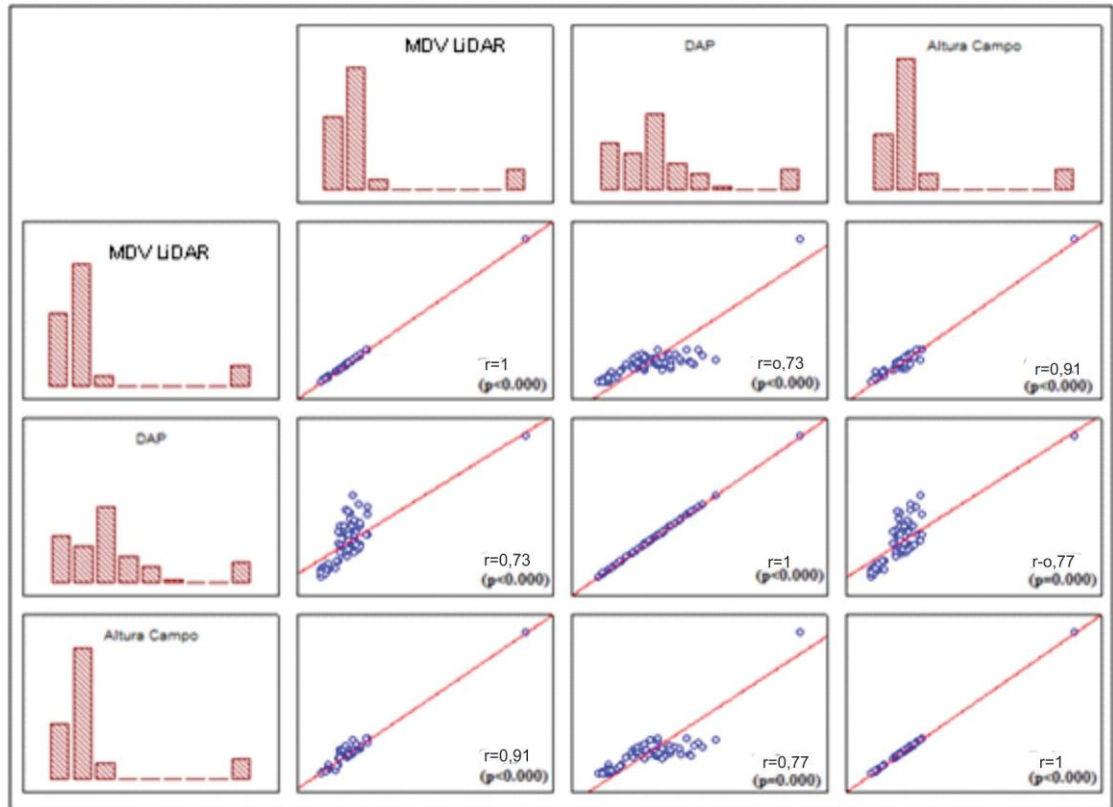 MDV LiDAR
DAP
Altura Campo
MDV LiDAR
r=1
(p<0.000)
r=o,73
(p<0.000)
r=0,91
(p<0.000)
DAP
r=0,73
(p<0.000)
r=1
(p<0.000)
r-o,77
(p=0.000)
Altura Campo
r=0,91
(p<0.000)
r=0,77
(p=0.000)
r=1
(p<0.000)